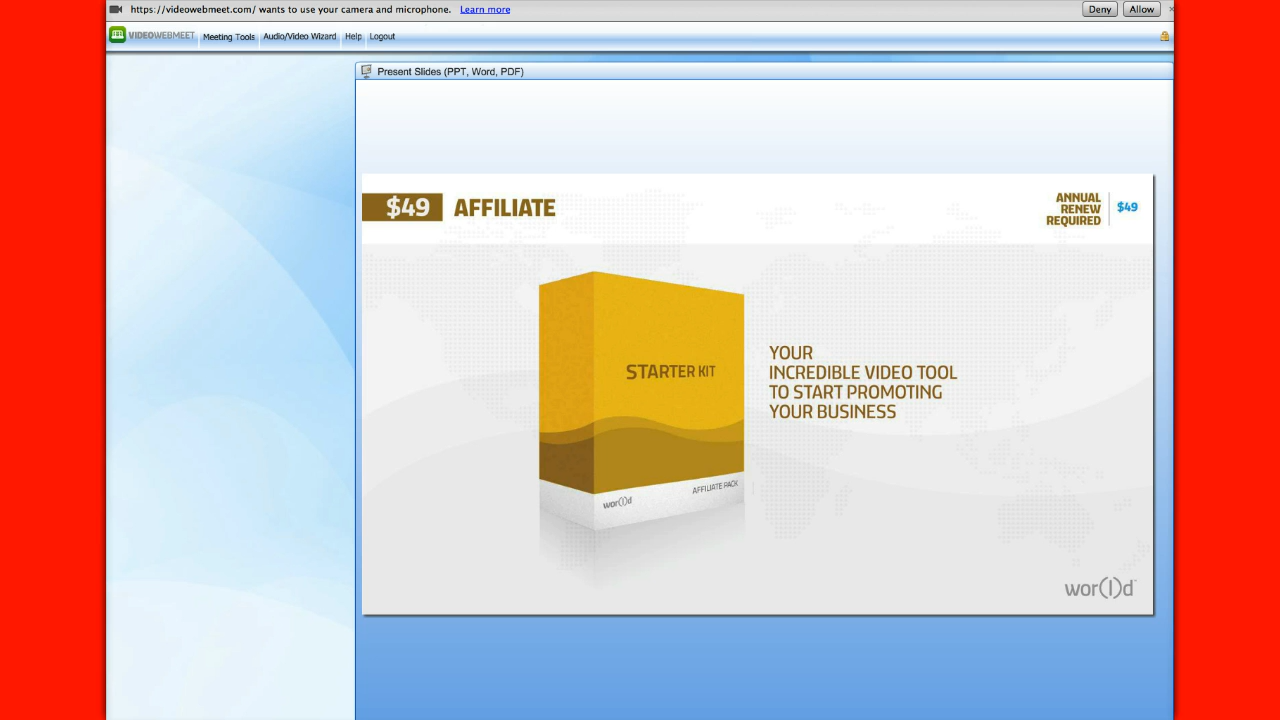 https://videowebmeet.com/ wants to use your camera and microphone. Learn more
Deny
Allow
VIDEOWEBMEET
Meeting Tools
Audio/Video Wizard
Help
Logout
Present Slides (PPT, Word, PDF)
$49 AFFILIATE
ANNUAL
RENEW
REQUIRED
$49
STARTER KIT
YOUR
INCREDIBLE VIDEO TOOL
TO START PROMOTING
YOUR BUSINESS
wor(l)d
AFFILIATE PACK
wor(l)d™